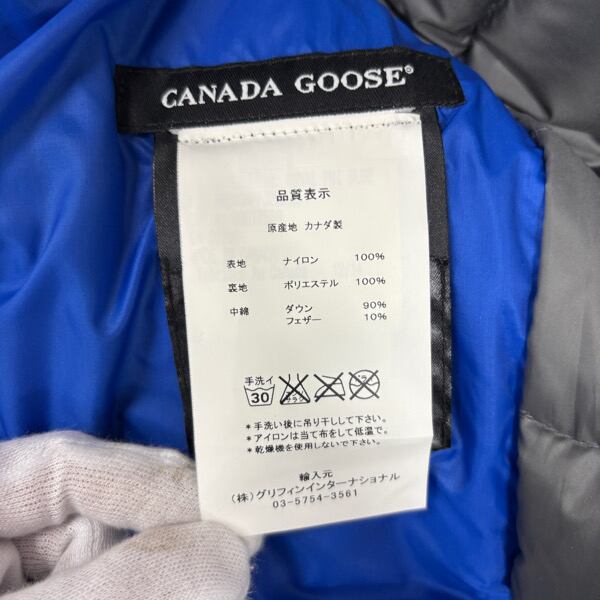 CANADA GOOSE®
品質表示
原産地 カナダ製
表地 ナイロン 100%
裏地 ポリエステル 100%
中綿 ダウン 90%
フェザー 10%
手洗イ
30
＊手洗い後に吊り干しして下さい。
＊アイロンは当て布をして低温で。
＊乾燥機を使用しないで下さい。
輸入元
(株)グリフィンインターナショナル
03-5754-3561